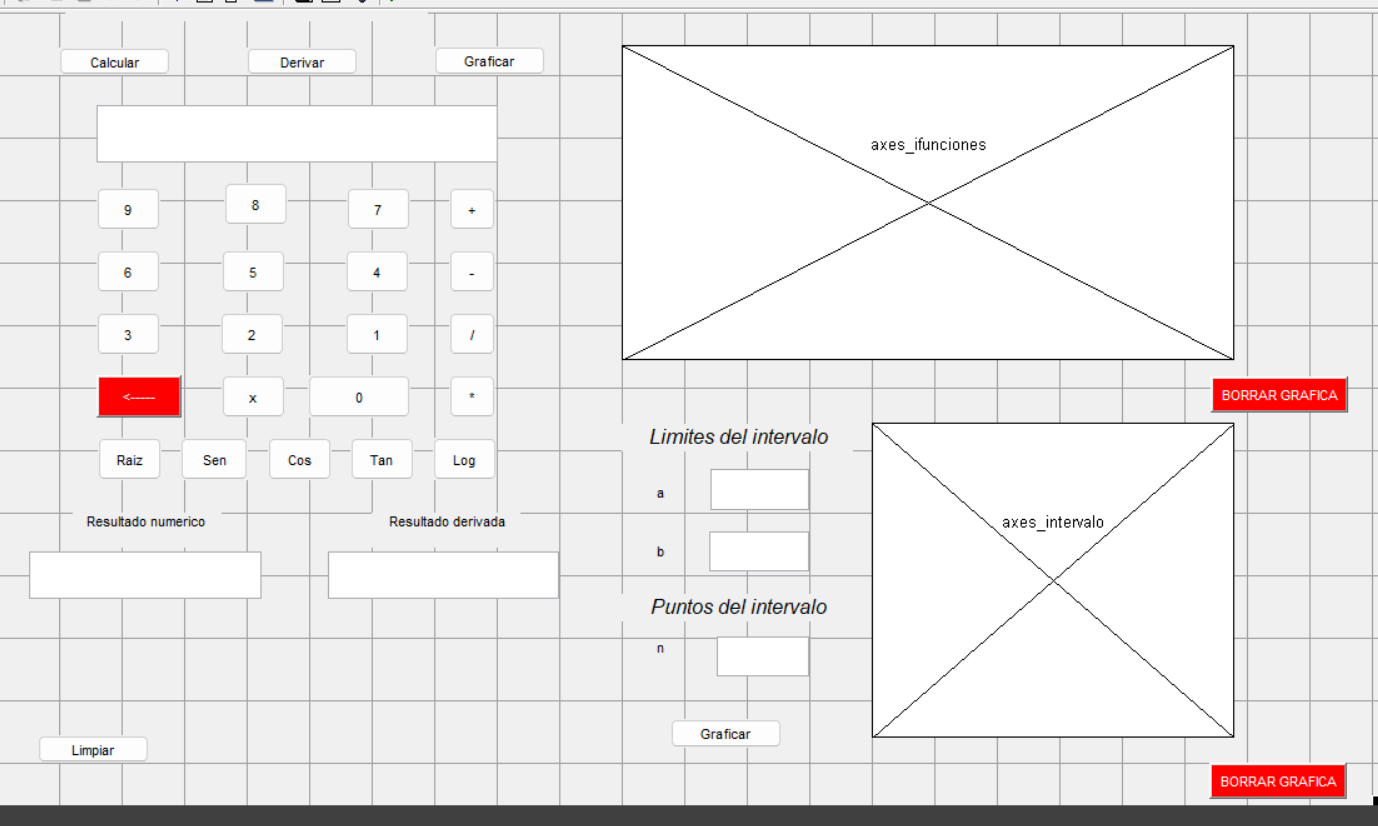 Calcular Derivar Graficar
axes_ifunciones
9 8 7 +
6 5 4 -
3 2 1 /
<----- x 0 *
BORRAR GRAFICA
Raiz Sen Cos Tan Log
Resultado numerico Resultado derivada
Limites del intervalo
a
b
Puntos del intervalo
n
Graficar
axes_intervalo
Limpiar
BORRAR GRAFICA